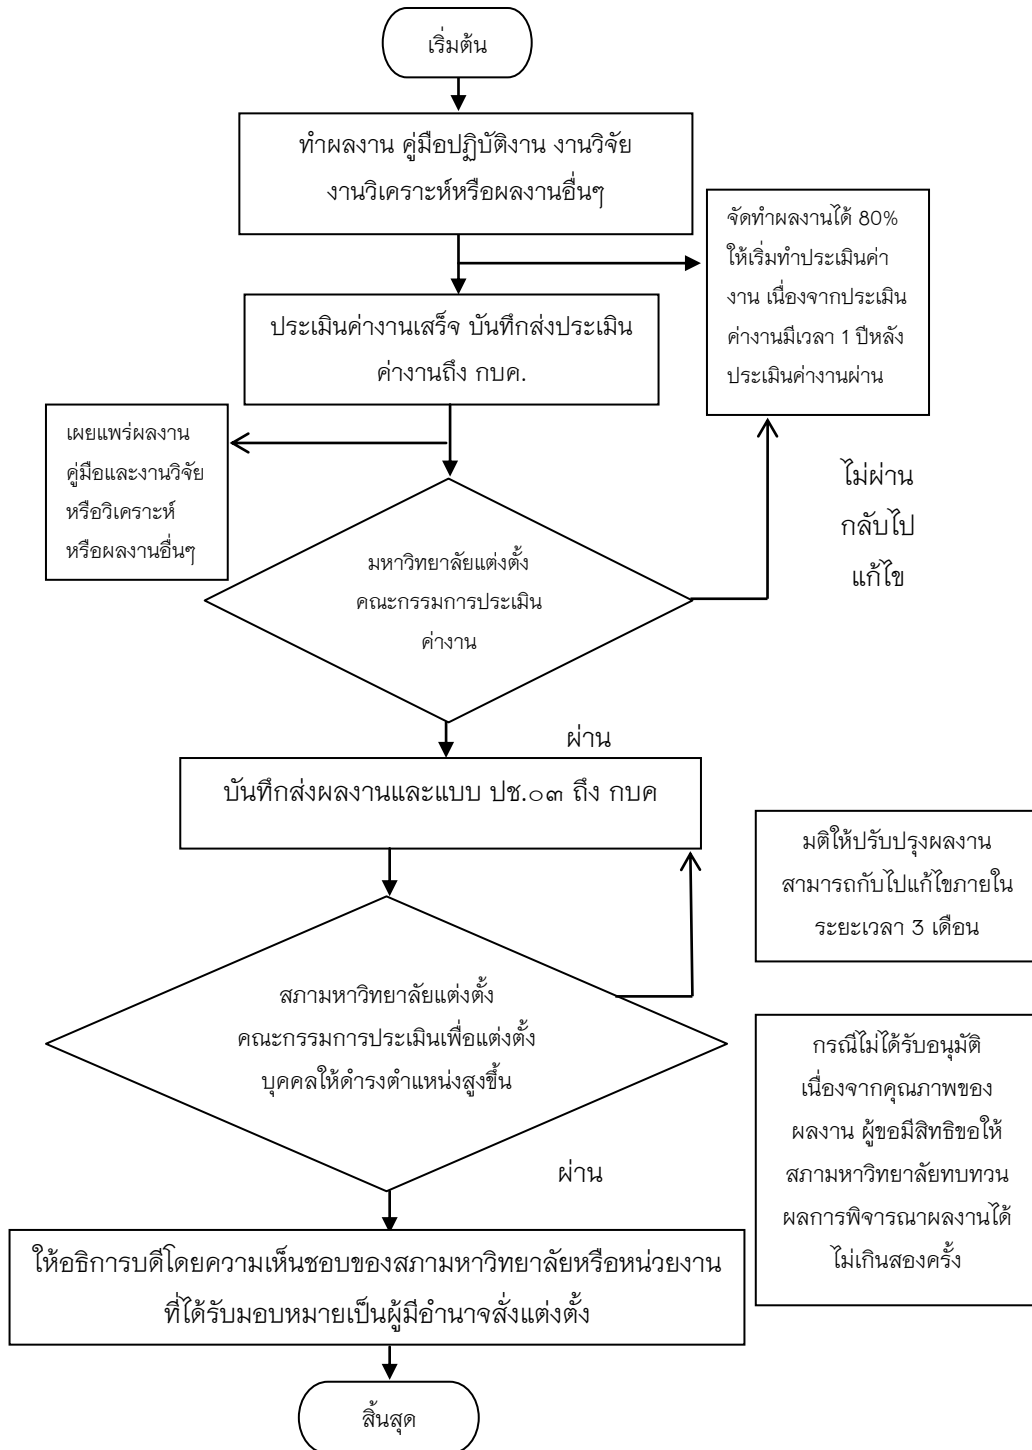 เริ่มต้น
ทำผลงาน คู่มือปฏิบัติงาน งานวิจัย
งานวิเคราะห์หรือผลงานอื่นๆ
จัดทำผลงานได้ 80%
ให้เริ่มทำประเมินค่า
งาน เนื่องจากประเมิน
ค่างานมีเวลา 1 ปีหลัง
ประเมินค่างานผ่าน
ประเมินค่างานเสร็จ บันทึกส่งประเมิน
ค่างานถึง กบค.
เผยแพร่ผลงาน
คู่มือและงานวิจัย
หรือวิเคราะห์
หรือผลงานอื่นๆ
ไม่ผ่าน
กลับไป
แก้ไข
มหาวิทยาลัยแต่งตั้ง
คณะกรรมการประเมิน
ค่างาน
ผ่าน
บันทึกส่งผลงานและแบบ ปช.๐๓ ถึง กบค
มติให้ปรับปรุงผลงาน
สามารถกับไปแก้ไขภายใน
ระยะเวลา 3 เดือน
สภามหาวิทยาลัยแต่งตั้ง
คณะกรรมการประเมินเพื่อแต่งตั้ง
บุคคลให้ดำรงตำแหน่งสูงขึ้น
กรณีไม่ได้รับอนุมัติ
เนื่องจากคุณภาพของ
ผลงาน ผู้ขอมีสิทธิขอให้
สภามหาวิทยาลัยทบทวน
ผลการพิจารณาผลงานได้
ไม่เกินสองครั้ง
ผ่าน
ให้อธิการบดีโดยความเห็นชอบของสภามหาวิทยาลัยหรือหน่วยงาน
ที่ได้รับมอบหมายเป็นผู้มีอำนาจสั่งแต่งตั้ง
สิ้นสุด